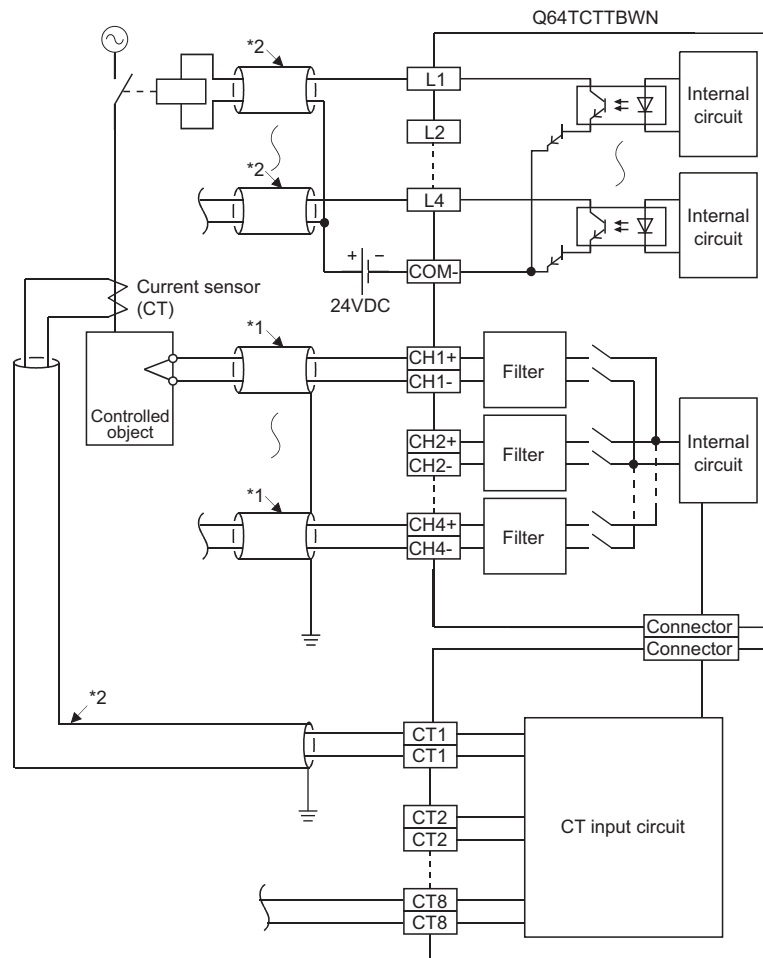 Q64TCTTBWN
*2
L1
Internal
circuit
L2
*2
L4
Internal
circuit
+ −
COM-
24VDC
Current sensor
(CT)
*1
CH1+
CH1-
Filter
Controlled
object
CH2+
CH2-
Filter
Internal
circuit
*1
CH4+
CH4-
Filter
Connector
Connector
*2
CT1
CT1
CT2
CT2
CT input circuit
CT8
CT8